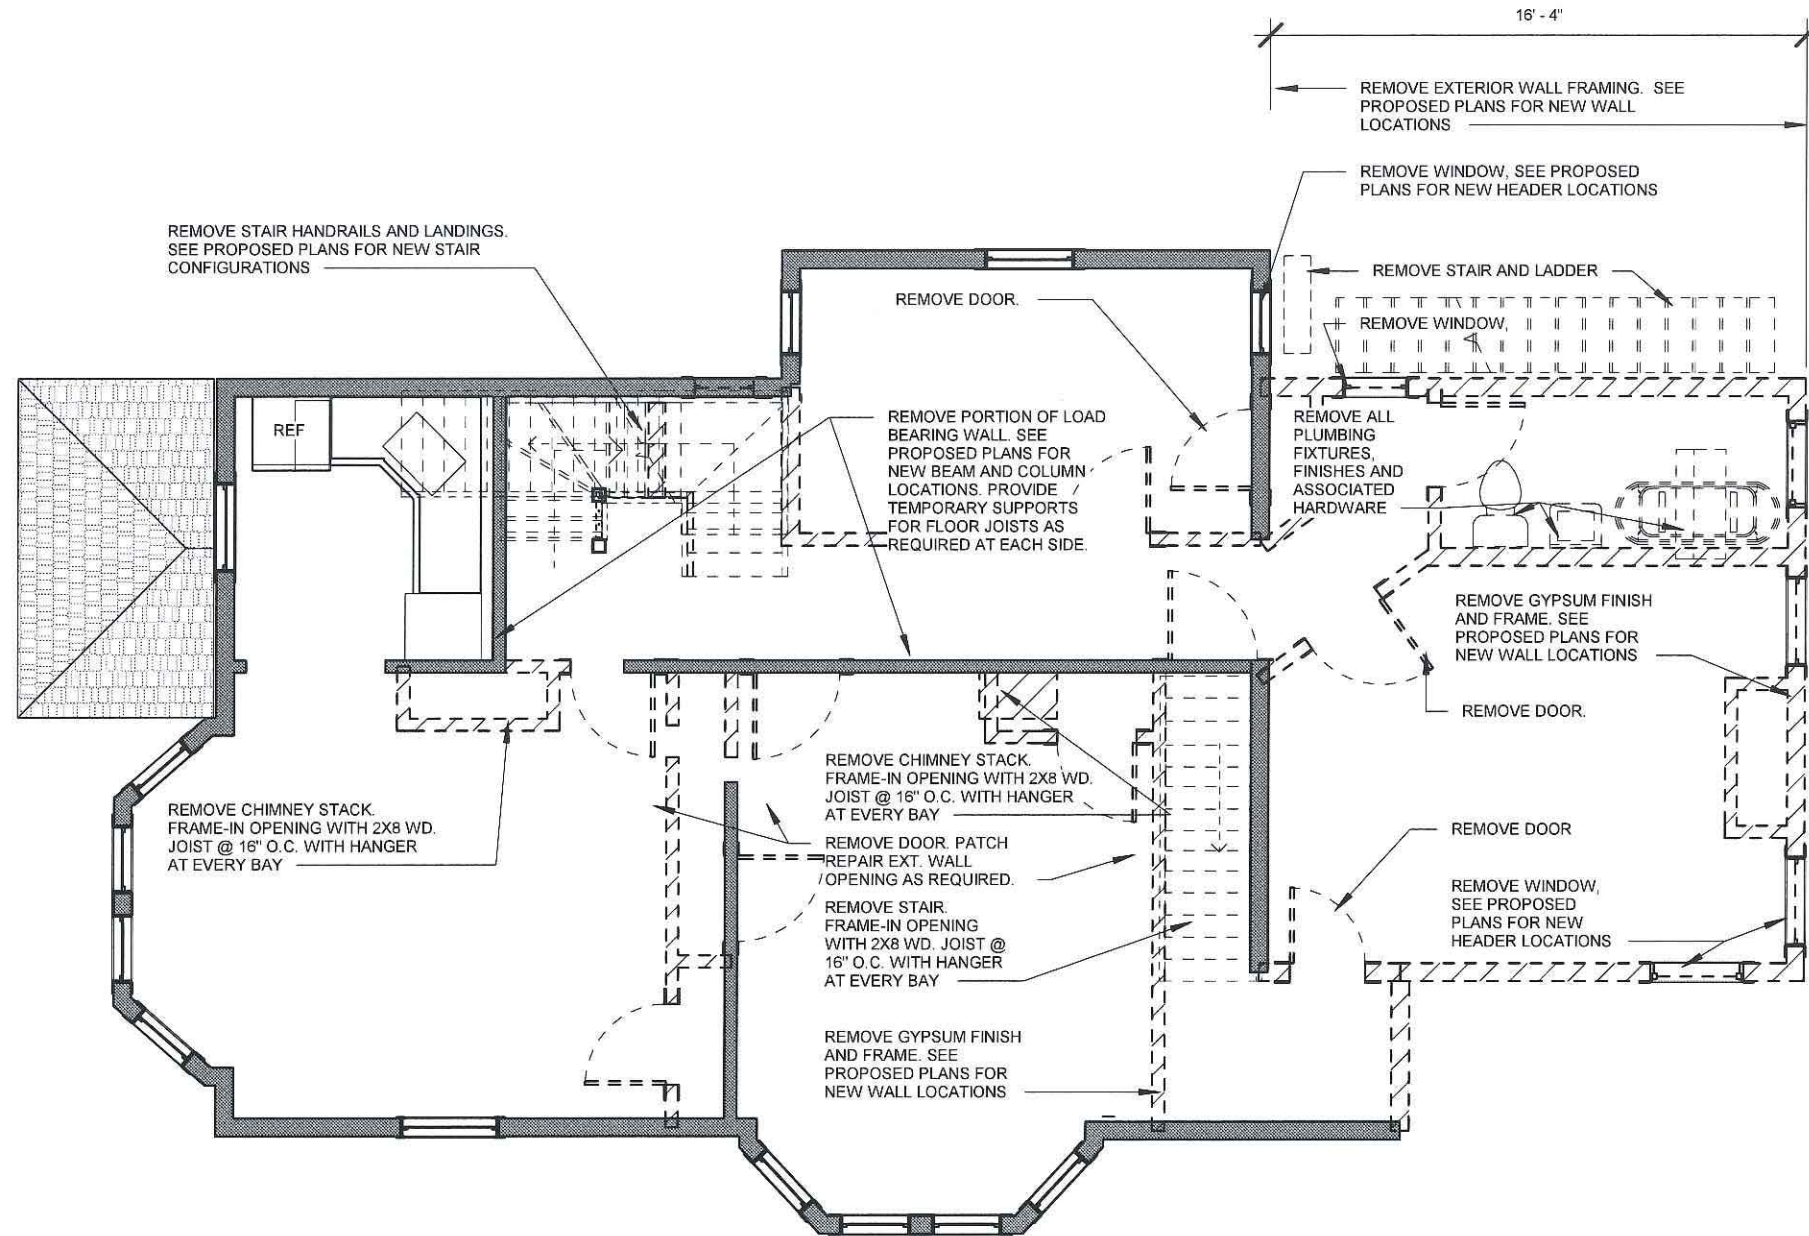 16' - 4"
REMOVE EXTERIOR WALL FRAMING. SEE
PROPOSED PLANS FOR NEW WALL
LOCATIONS
REMOVE WINDOW, SEE PROPOSED
PLANS FOR NEW HEADER LOCATIONS
REMOVE STAIR HANDRAILS AND LANDINGS.
SEE PROPOSED PLANS FOR NEW STAIR
CONFIGURATIONS
REMOVE STAIR AND LADDER
REMOVE DOOR.
REMOVE WINDOW,
REF
REMOVE PORTION OF LOAD
BEARING WALL. SEE
PROPOSED PLANS FOR
NEW BEAM AND COLUMN
LOCATIONS. PROVIDE
TEMPORARY SUPPORTS
FOR FLOOR JOISTS AS
REQUIRED AT EACH SIDE.
REMOVE ALL
PLUMBING
FIXTURES,
FINISHES AND
ASSOCIATED
HARDWARE
REMOVE GYPSUM FINISH
AND FRAME. SEE
PROPOSED PLANS FOR
NEW WALL LOCATIONS
REMOVE DOOR.
REMOVE CHIMNEY STACK.
FRAME-IN OPENING WITH 2X8 WD.
JOIST @ 16" O.C. WITH HANGER
AT EVERY BAY
REMOVE CHIMNEY STACK.
FRAME-IN OPENING WITH 2X8 WD.
JOIST @ 16" O.C. WITH HANGER
AT EVERY BAY
REMOVE DOOR. PATCH
REPAIR EXT. WALL
OPENING AS REQUIRED.
REMOVE DOOR
REMOVE STAIR.
FRAME-IN OPENING
WITH 2X8 WD. JOIST @
16" O.C. WITH HANGER
AT EVERY BAY
REMOVE WINDOW,
SEE PROPOSED
PLANS FOR NEW
HEADER LOCATIONS
REMOVE GYPSUM FINISH
AND FRAME. SEE
PROPOSED PLANS FOR
NEW WALL LOCATIONS